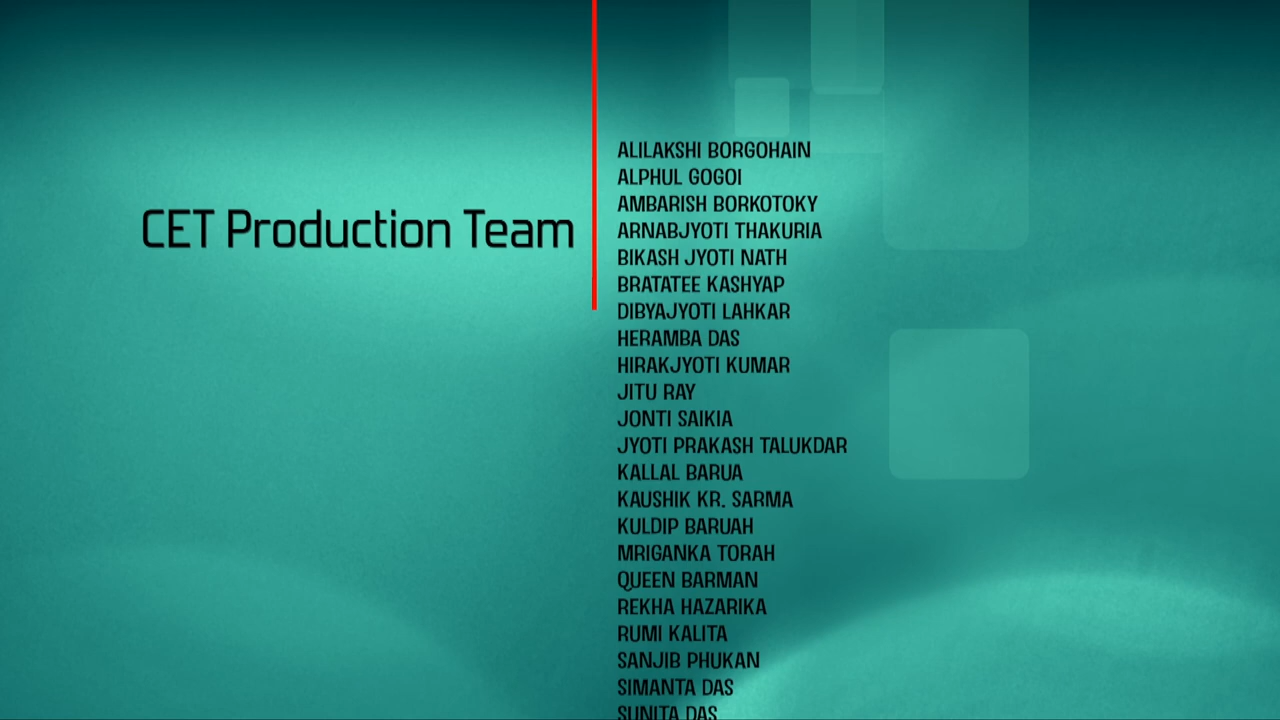 CET Production Team
ALILAKSHI BORGOHAIN
ALPHUL GOGOI
AMBARISH BORKOTOKY
ARNABJYOTI THAKURIA
BIKASH JYOTI NATH
BRATATEE KASHYAP
DIBYAJYOTI LAHKAR
HERAMBA DAS
HIRAKJYOTI KUMAR
JITU RAY
JONTI SAIKIA
JYOTI PRAKASH TALUKDAR
KALLAL BARUA
KAUSHIK KR. SARMA
KULDIP BARUAH
MRIGANKA TORAH
QUEEN BARMAN
REKHA HAZARIKA
RUMI KALITA
SANJIB PHUKAN
SIMANTA DAS
SUNITA DAS